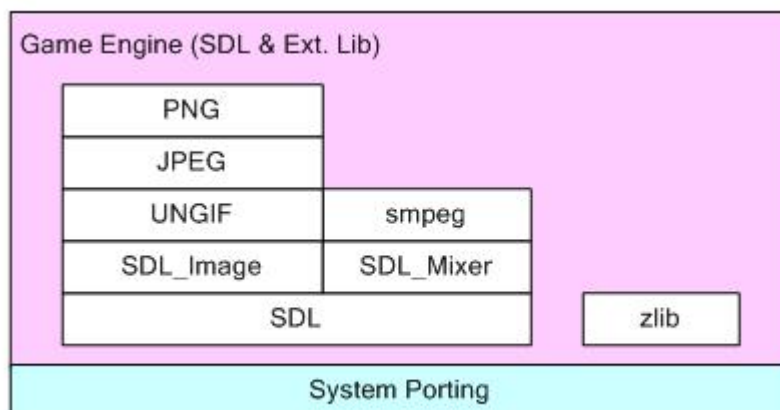 Game Engine (SDL & Ext. Lib)
PNG
JPEG
UNGIF
smpeg
SDL_Image
SDL_Mixer
SDL
zlib
System Porting